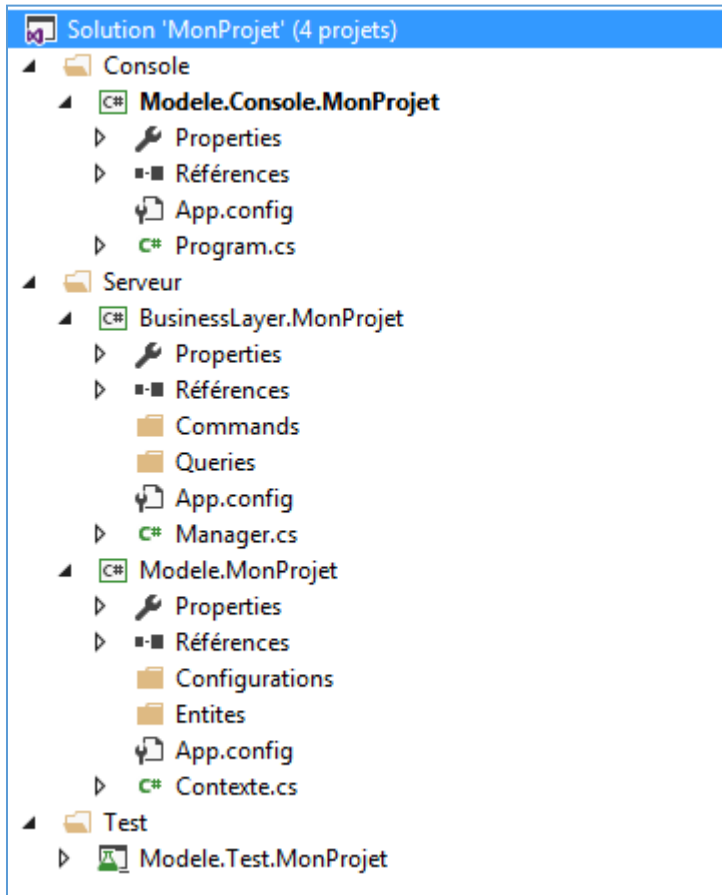 Solution 'MonProjet' (4 projets)
Console
C# Modele.Console.MonProjet
Properties
Références
App.config
C# Program.cs
Serveur
C# BusinessLayer.MonProjet
Properties
Références
Commands
Queries
App.config
C# Manager.cs
C# Modele.MonProjet
Properties
Références
Configurations
Entites
App.config
C# Contexte.cs
Test
Modele.Test.MonProjet